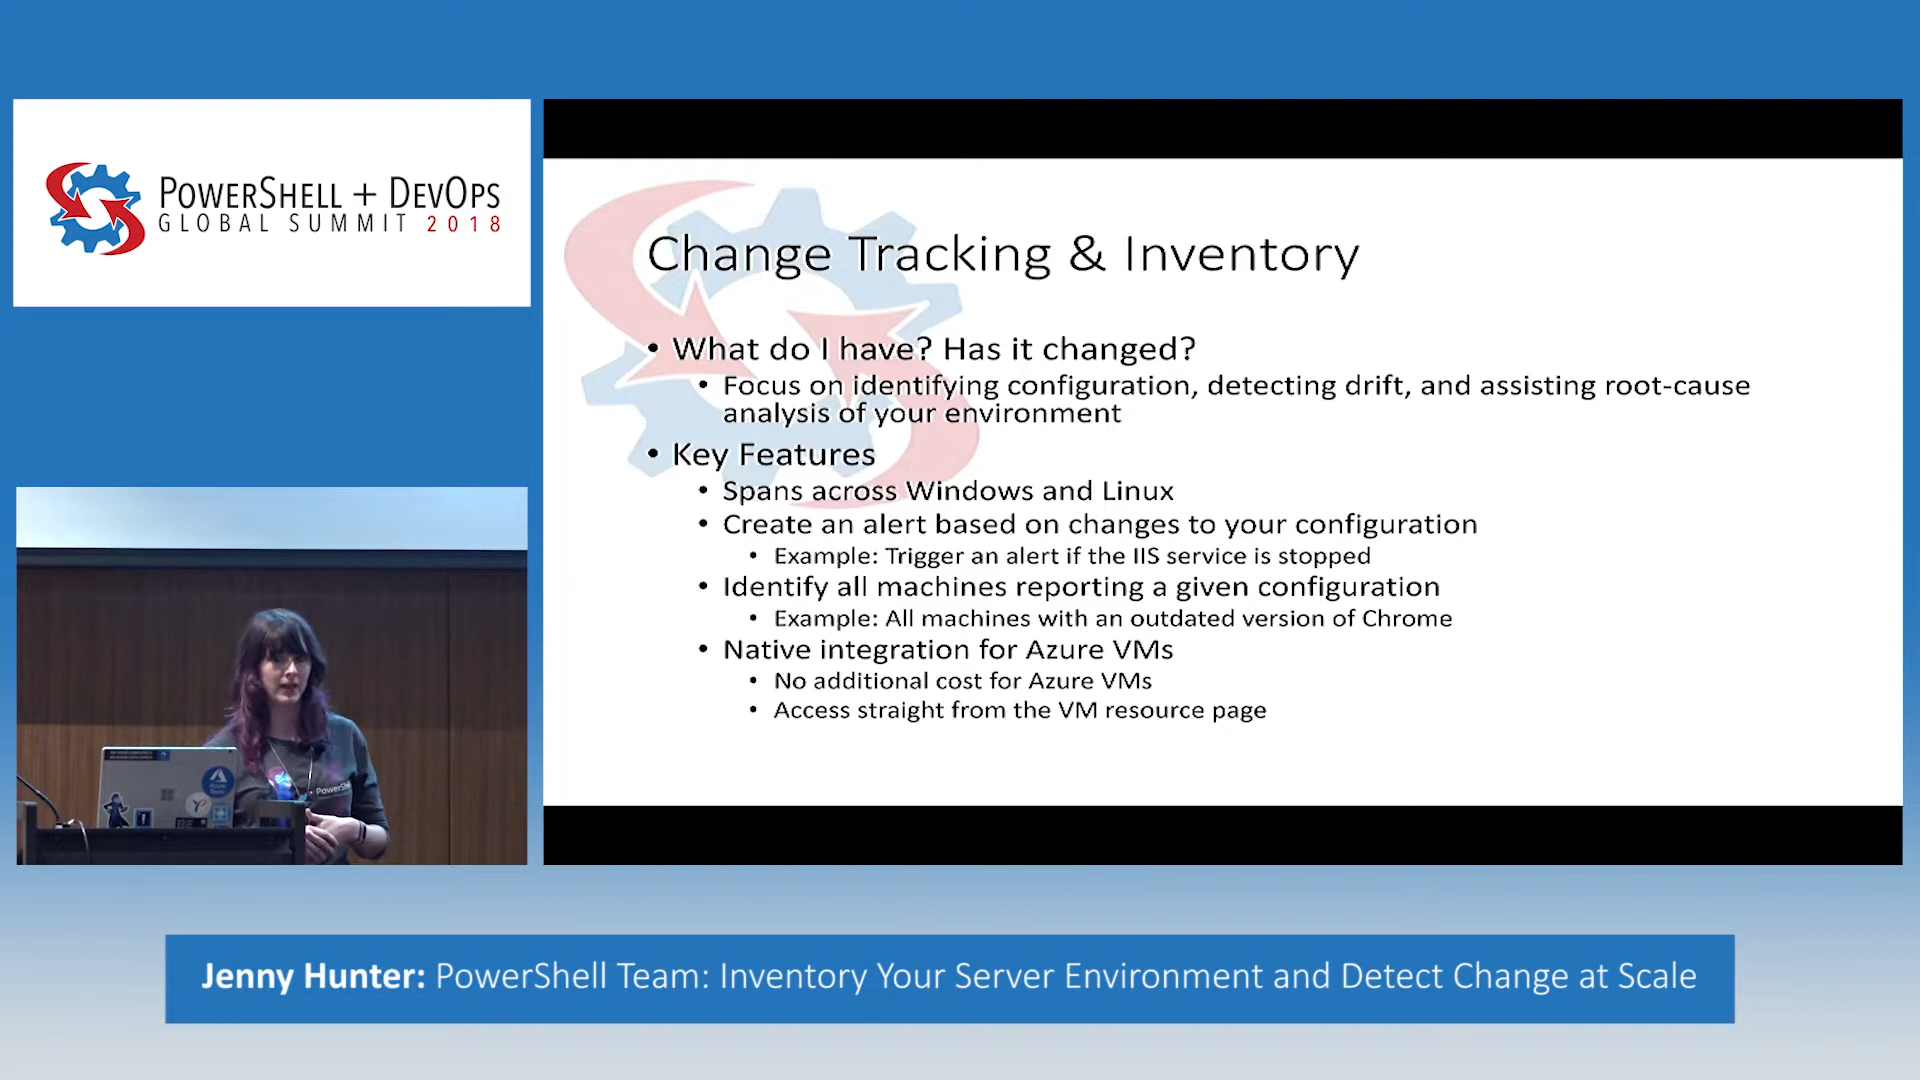 POWERSHELL + DEVOPS
GLOBAL SUMMIT 2018
Change Tracking & Inventory
• What do I have? Has it changed?
• Focus on identifying configuration, detecting drift, and assisting root-cause
analysis of your environment
• Key Features
• Spans across Windows and Linux
• Create an alert based on changes to your configuration
• Example: Trigger an alert if the IIS service is stopped
• Identify all machines reporting a given configuration
• Example: All machines with an outdated version of Chrome
• Native integration for Azure VMs
• No additional cost for Azure VMs
• Access straight from the VM resource page
Azure
Jenny Hunter: PowerShell Team: Inventory Your Server Environment and Detect Change at Scale